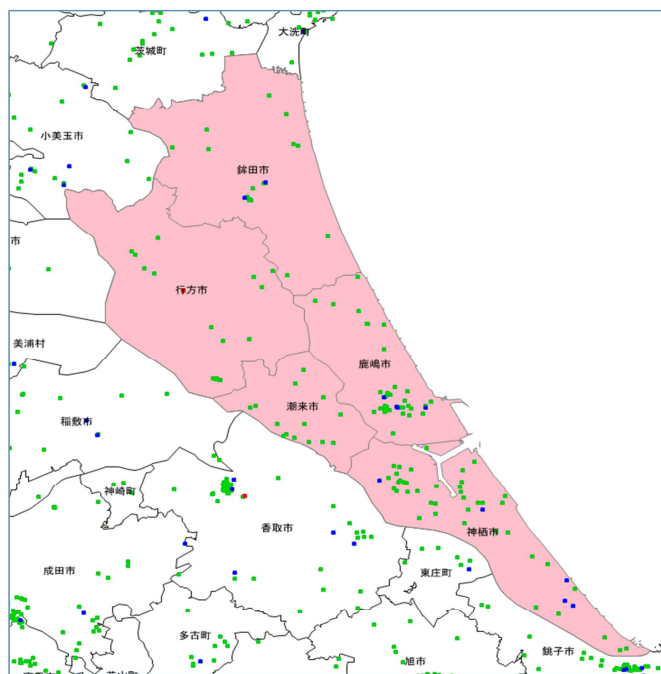 大洗町
茨城町
小美玉市
鉾田市
市
行方市
美浦村
鹿嶋市
潮来市
稲敷市
神崎町
香取市
神栖市
成田市
東庄町
多古町
銚子市
旭市